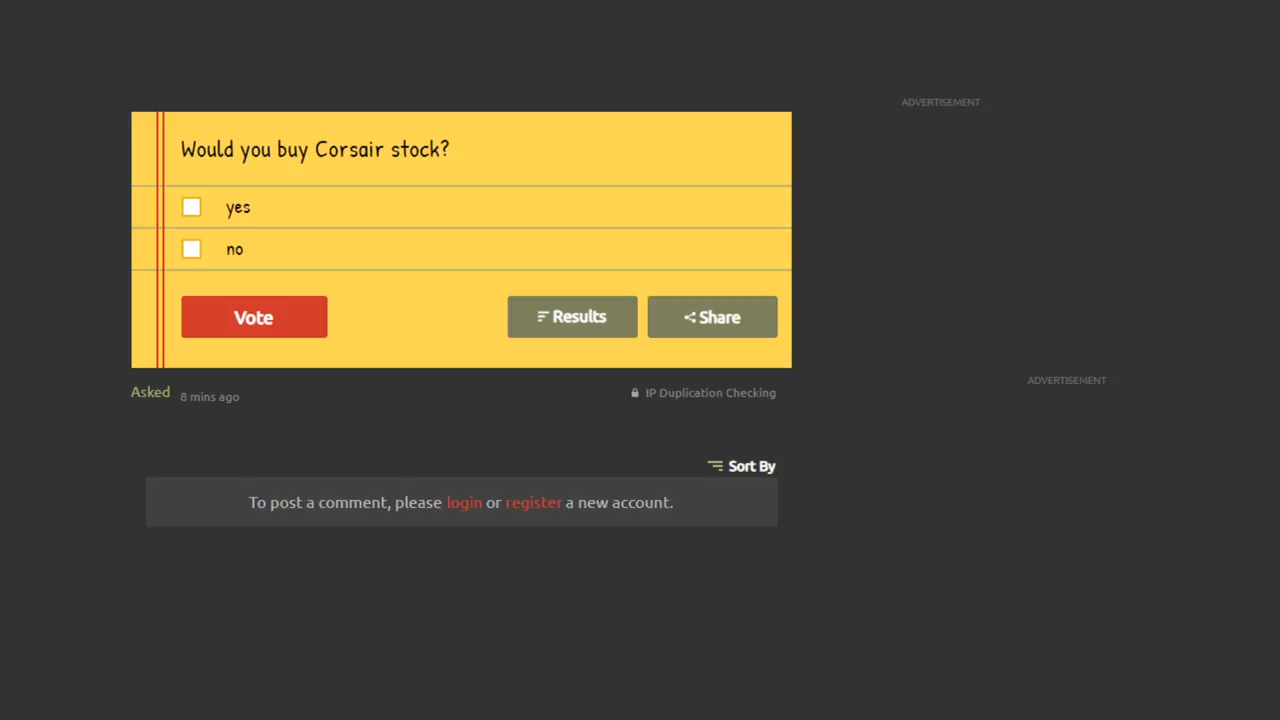 ADVERTISEMENT
Would you buy Corsair stock?
yes
no
Vote
Results
Share
Asked 8 mins ago
IP Duplication Checking
ADVERTISEMENT
Sort By
To post a comment, please login or register a new account.